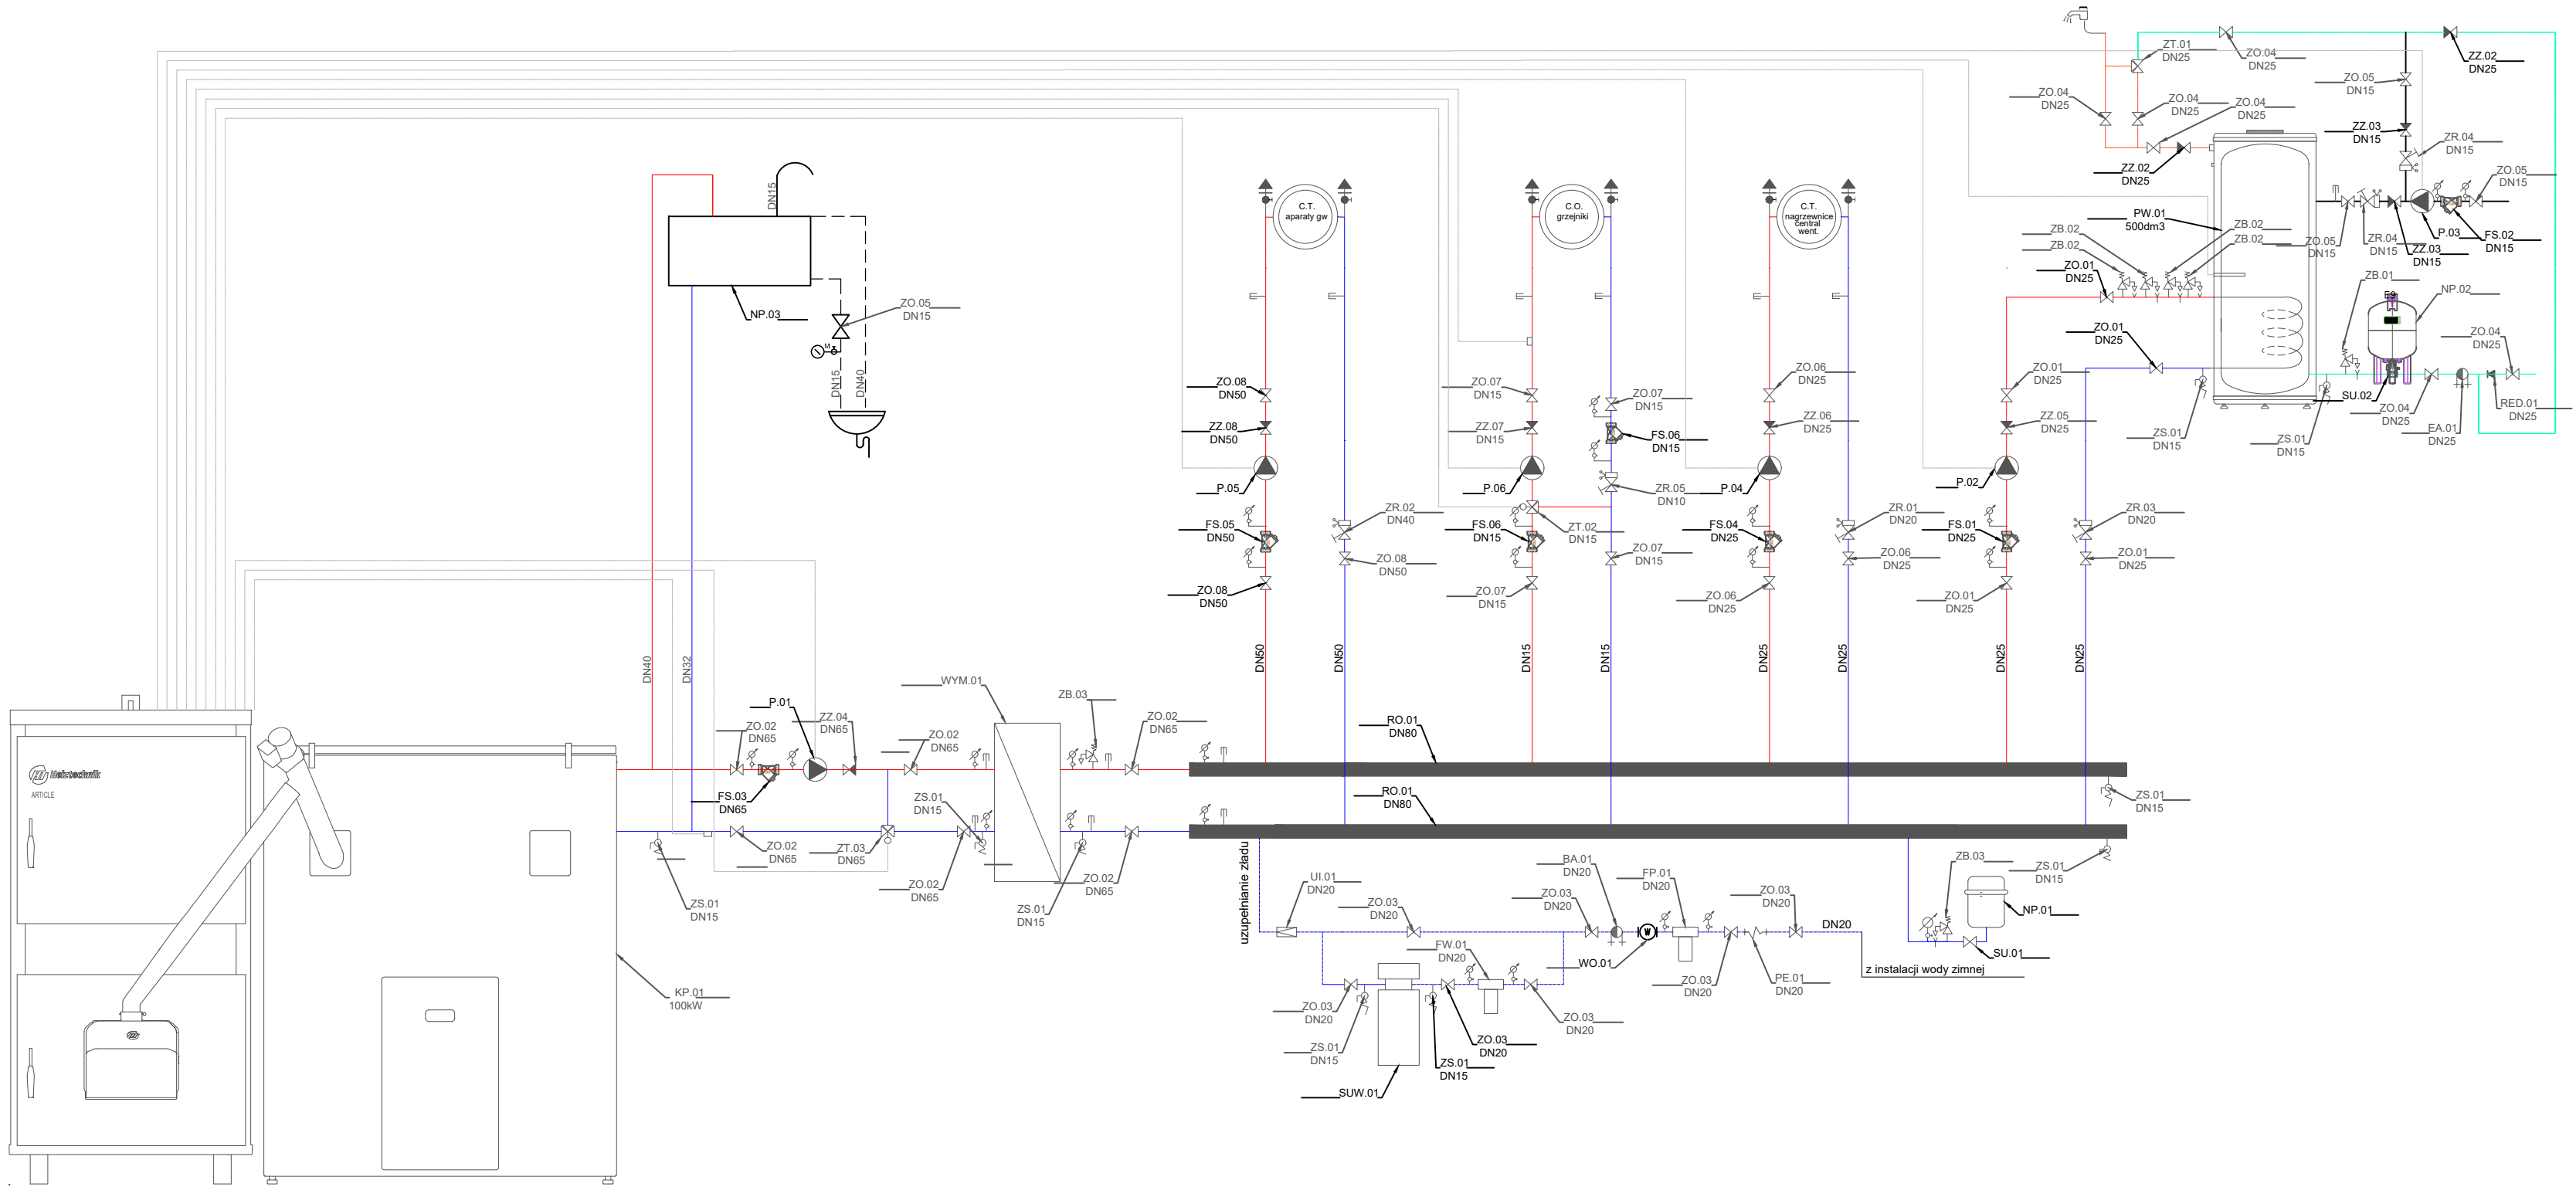 ZT.01
DN25
ZO.04
DN25
ZZ.02
DN25
ZO.05
DN15
ZO.04
DN25
ZO.04
DN25
ZO.04
DN25
ZZ.03
DN15
ZR.04
DN15
ZZ.02
DN25
ZO.05
DN15
DN15
C.T.
aparaty gw
C.O.
grzejniki
C.T.
nagrzewnice
central
went.
PW.01
500dm3
ZB.02
ZB.02
ZB.02
ZB.02
ZO.05
DN15
ZR.04
DN15
ZZ.03
DN15
P.03
FS.02
DN15
ZO.01
DN25
ZB.01
NP.02
NP.03
ZO.05
DN15
M
DN15
DN40
ZO.01
DN25
ZO.04
DN25
ZO.08
DN50
ZO.07
DN15
ZO.07
DN15
ZO.06
DN25
ZO.01
DN25
SU.02
ZO.04
DN25
RED.01
DN25
ZZ.08
DN50
ZZ.07
DN15
FS.06
DN15
ZZ.06
DN25
ZZ.05
DN25
ZS.01
DN15
ZS.01
DN15
EA.01
DN25
P.05
P.06
ZR.05
DN10
P.04
P.02
FS.05
DN50
ZR.02
DN40
FS.06
DN15
ZT.02
DN15
FS.04
DN25
ZR.01
DN20
FS.01
DN25
ZR.03
DN20
ZO.08
DN50
ZO.07
DN15
ZO.06
DN25
ZO.01
DN25
ZO.08
DN50
ZO.07
DN15
ZO.06
DN25
ZO.01
DN25
DN40
DN32
DN50
DN50
DN15
DN15
DN25
DN25
DN25
DN25
WYM.01
P.01
ZB.03
ZO.02
DN65
ZZ.04
DN65
ZO.02
DN65
ZO.02
DN65
RO.01
DN80
Heiztechnik
ARTICLE
FS.03
DN65
ZS.01
DN15
RO.01
DN80
ZS.01
DN15
ZO.02
DN65
ZT.03
DN65
ZO.02
DN65
ZO.02
DN65
ZS.01
DN15
ZS.01
DN15
uzupełnianie zładu
UI.01
DN20
ZO.03
DN20
BA.01
DN20
ZO.03
DN20
FP.01
DN20
ZO.03
DN20
DN20
ZB.03
ZS.01
DN15
NP.01
FW.01
DN20
W
WO.01
ZO.03
DN20
PE.01
DN20
z instalacji wody zimnej
SU.01
KP.01
100kW
ZO.03
DN20
ZO.03
DN20
ZO.03
DN20
ZS.01
DN15
ZS.01
DN15
SUW.01